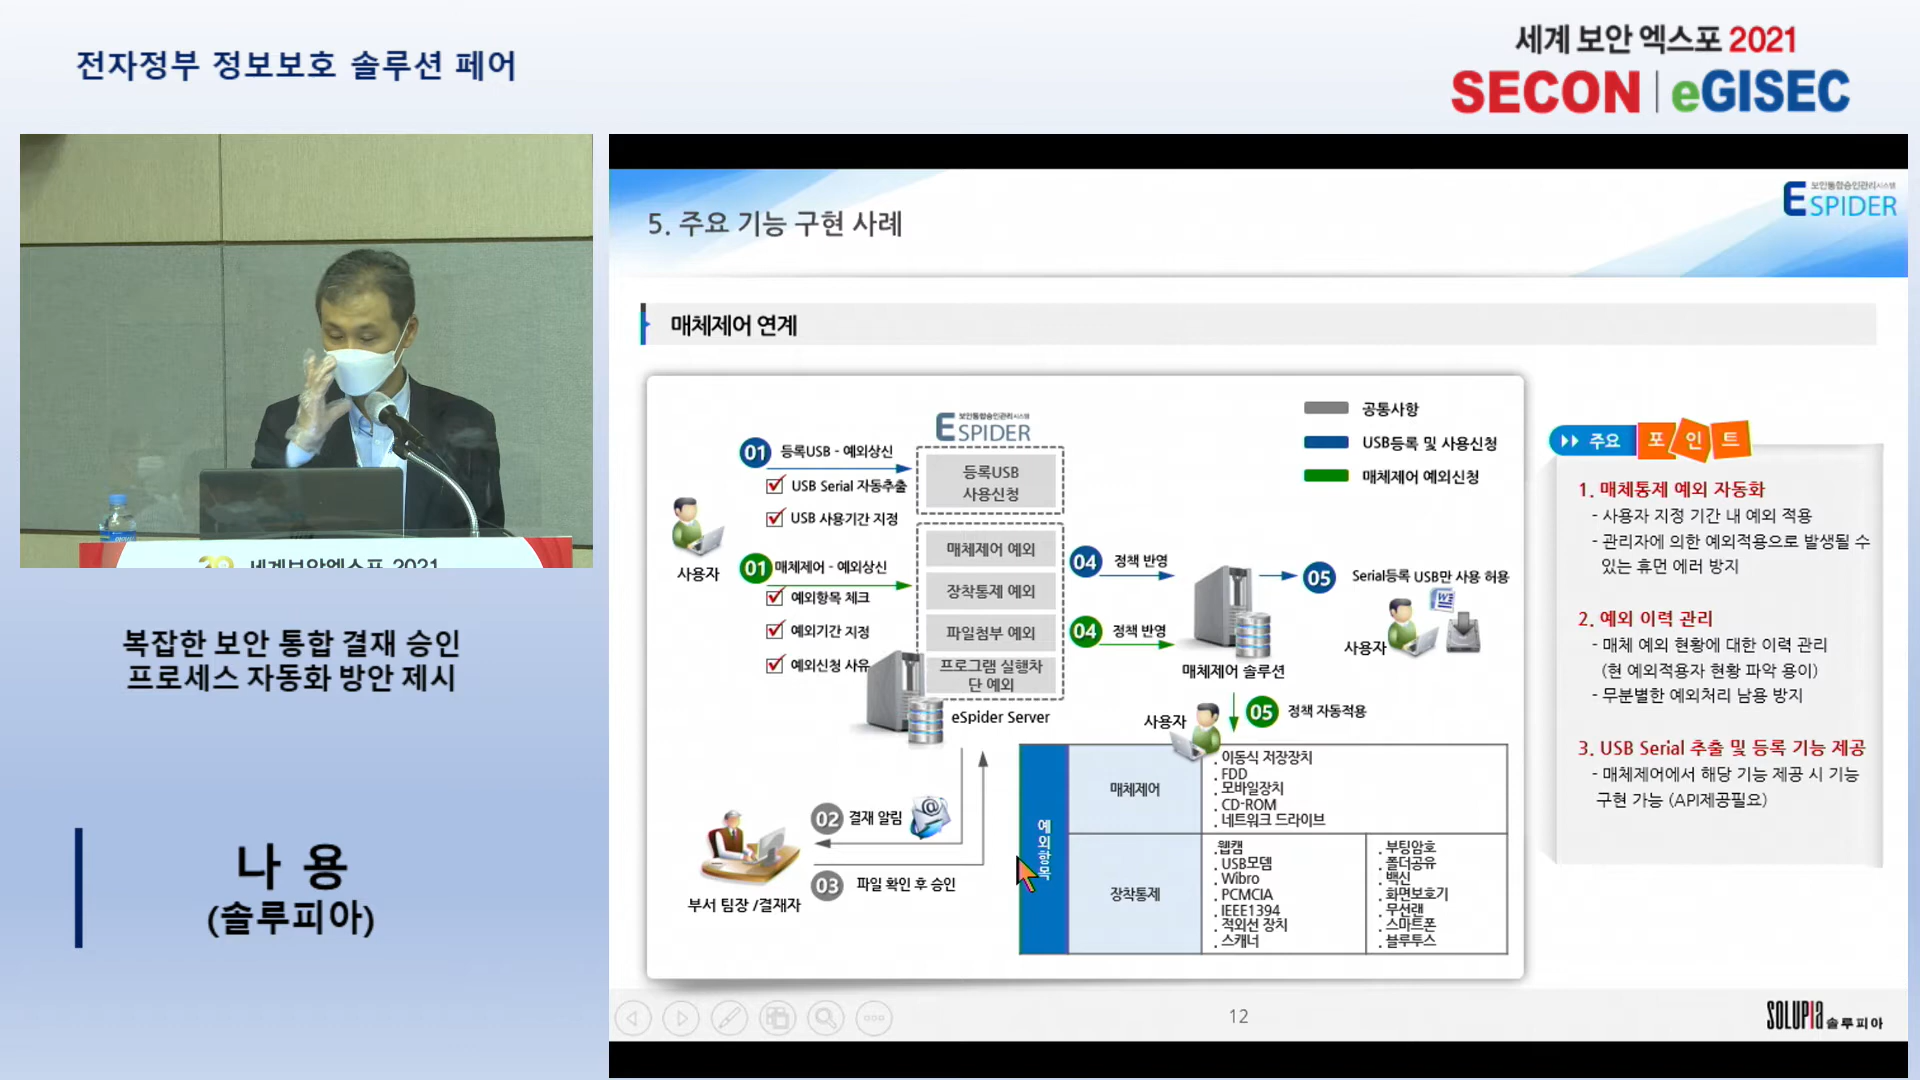 전자정부 정보보호 솔루션 페어
세계 보안 엑스포 2021
SECON | eGISEC
세계보안엑스포 2021
복잡한 보안 통합 결재 승인
프로세스 자동화 방안 제시
나 용
(솔루피아)
보안통합승인관리시스템
ESPIDER
5. 주요 기능 구현 사례
매체제어 연계
공통사항
USB등록 및 사용신청
매체제어 예외신청
보안통합승인관리시스템
ESPIDER
01 등록USB - 예외상신
USB Serial 자동추출
USB 사용기간 지정
사용자
01 매체제어 - 예외상신
예외항목 체크
예외기간 지정
예외신청 사유
등록USB
사용신청
매체제어 예외
장착통제 예외
파일첨부 예외
프로그램 실행차
단 예외
eSpider Server
04 정책 반영
04 정책 반영
매체제어 솔루션
05 Serial등록 USB만 사용 허용
사용자
사용자
05 정책 자동적용
02 결재 알림
03 파일 확인 후 승인
부서 팀장 /결재자
예외항목
매체제어
. 이동식 저장장치
. FDD
. 모바일장치
. CD-ROM
. 네트워크 드라이브
장착통제
. 웹캠
. USB모뎀
. Wibro
. PCMCIA
. IEEE1394
. 적외선 장치
. 스캐너
. 부팅암호
. 폴더공유
. 백신
. 화면보호기
. 무선랜
. 스마트폰
. 블루투스
주요 포인트
1. 매체통제 예외 자동화
- 사용자 지정 기간 내 예외 적용
- 관리자에 의한 예외적용으로 발생될 수
있는 휴먼 에러 방지
2. 예외 이력 관리
- 매체 예외 현황에 대한 이력 관리
(현 예외적용자 현황 파악 용이)
- 무분별한 예외처리 남용 방지
3. USB Serial 추출 및 등록 기능 제공
- 매체제어에서 해당 기능 제공 시 기능
구현 가능 (API제공필요)
12
SOLUPIa 솔루피아